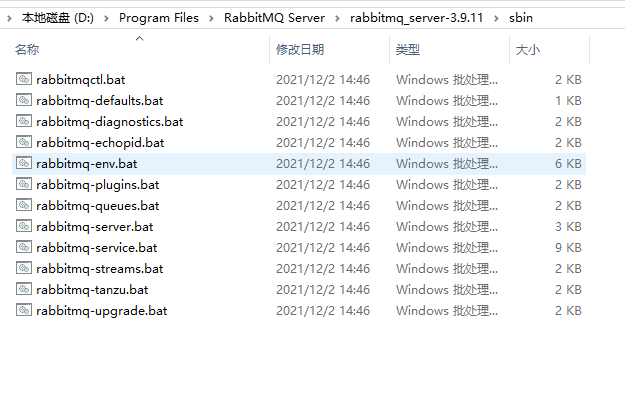 本地磁盘 (D:) > Program Files > RabbitMQ Server > rabbitmq_server-3.9.11 > sbin
名称 修改日期 类型 大小
rabbitmqctl.bat 2021/12/2 14:46 Windows 批处理... 2 KB
rabbitmq-defaults.bat 2021/12/2 14:46 Windows 批处理... 1 KB
rabbitmq-diagnostics.bat 2021/12/2 14:46 Windows 批处理... 2 KB
rabbitmq-echopid.bat 2021/12/2 14:46 Windows 批处理... 2 KB
rabbitmq-env.bat 2021/12/2 14:46 Windows 批处理... 6 KB
rabbitmq-plugins.bat 2021/12/2 14:46 Windows 批处理... 2 KB
rabbitmq-queues.bat 2021/12/2 14:46 Windows 批处理... 2 KB
rabbitmq-server.bat 2021/12/2 14:46 Windows 批处理... 3 KB
rabbitmq-service.bat 2021/12/2 14:46 Windows 批处理... 9 KB
rabbitmq-streams.bat 2021/12/2 14:46 Windows 批处理... 2 KB
rabbitmq-tanzu.bat 2021/12/2 14:46 Windows 批处理... 2 KB
rabbitmq-upgrade.bat 2021/12/2 14:46 Windows 批处理... 2 KB